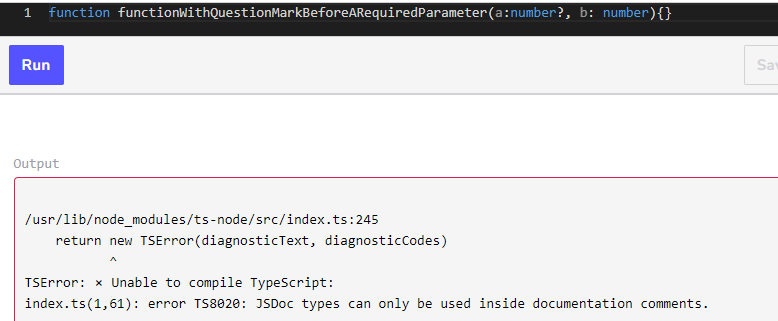 1 function functionWithQuestionMarkBeforeARequiredParameter(a:number?, b: number){}
Run
Sav
Output
/usr/lib/node_modules/ts-node/src/index.ts:245
return new TSError(diagnosticText, diagnosticCodes)
^
TSError: × Unable to compile TypeScript:
index.ts(1,61): error TS8020: JSDoc types can only be used inside documentation comments.